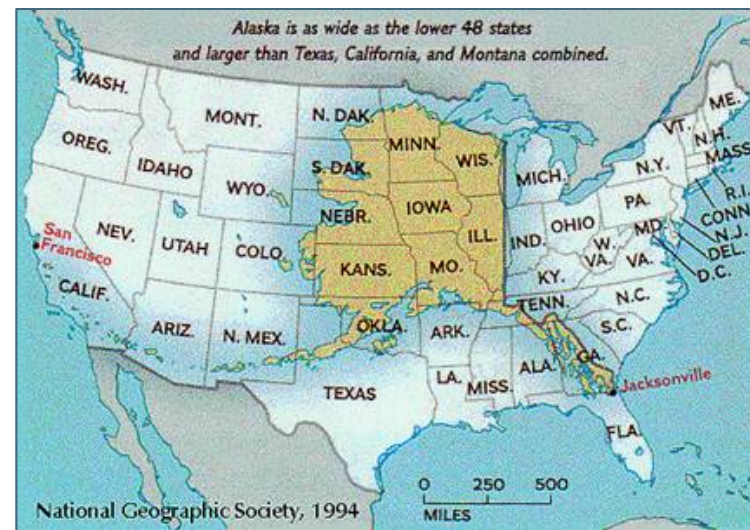 Alaska is as wide as the lower 48 states
and larger than Texas, California, and Montana combined.
WASH.
MONT.
N. DAK.
MINN.
ME.
VT.
N.H.
OREG.
IDAHO
S. DAK.
WIS.
MICH.
N.Y.
MASS.
WYO.
R.I.
CONN.
NEBR.
IOWA
PA.
N.J.
San
Francisco
NEV.
UTAH
COLO.
ILL.
IND.
OHIO
MD.
DEL.
W.
VA.
VA.
D.C.
CALIF.
KANS.
MO.
KY.
ARIZ.
N. MEX.
OKLA.
ARK.
TENN.
N.C.
S.C.
TEXAS
LA.
MISS.
ALA.
GA.
Jacksonville
FLA.
0 250 500
MILES
National Geographic Society, 1994